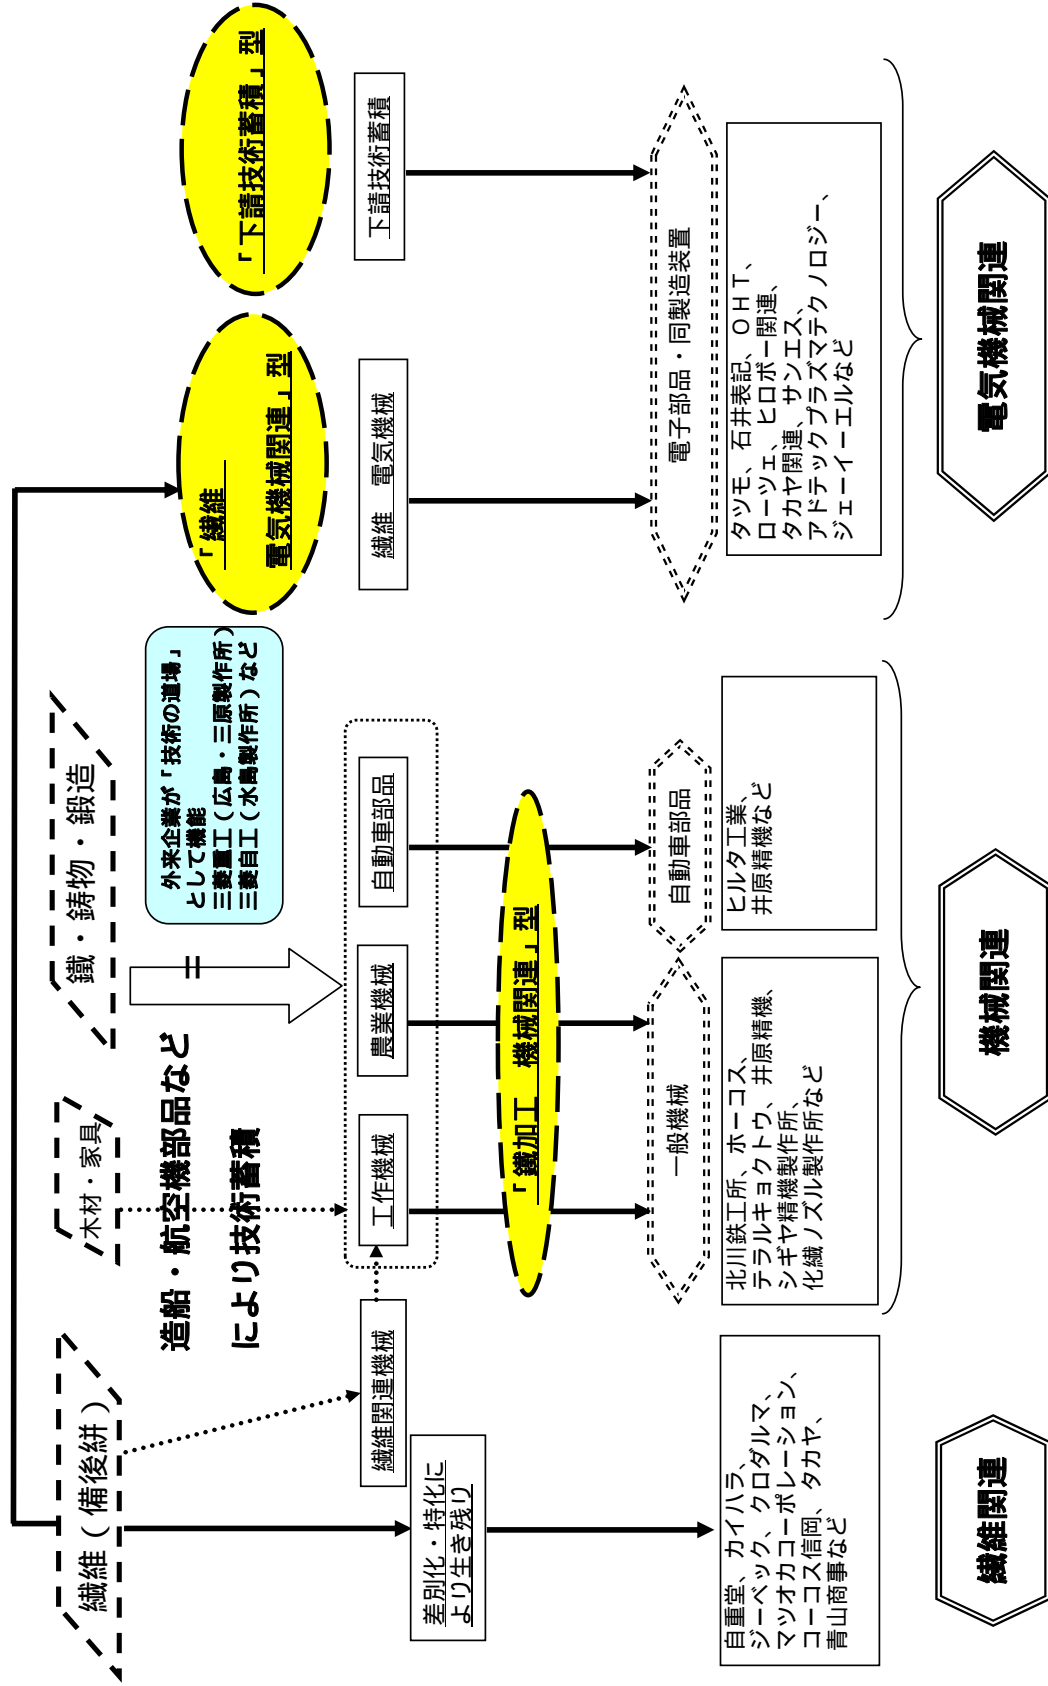 繊維（備後絣）
木材・家具
鐵・鋳物・鍛造
造船・航空機部品など
により技術蓄積
外来企業が「技術の道場」
として機能
三菱重工（広島・三原製作所）
三菱自工（水島製作所）など
「繊維
電気機械関連」型
「下請技術蓄積」型
繊維関連機械
工作機械
農業機械
自動車部品
繊維　電気機械
下請技術蓄積
差別化・特化に
より生き残り
「鐵加工　機械関連」型
一般機械
自動車部品
電子部品・同製造装置
自重堂、カイハラ、
ジーベック、クロダルマ、
マツオカコーポレーション、
コーコス信岡、タカヤ、
青山商事など
北川鉄工所、ホーコス、
テラルキョクトウ、井原精機、
シギヤ精機製作所、
化繊ノズル製作所など
ヒルタ工業、
井原精機など
タツモ、石井表記、ＯＨＴ、
ローツェ、ヒロボー関連、
タカヤ関連、サンエス、
アドテックプラズマテクノロジー、
ジェーイーエルなど
繊維関連
機械関連
電気機械関連